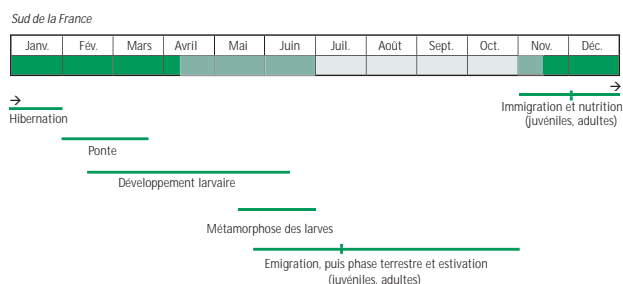 Sud de la France
Janv. Fév. Mars Avril Mai Juin Juil. Août Sept. Oct. Nov. Déc.
→ →
Hibernation
Immigration et nutrition
(juvéniles, adultes)
Ponte
Développement larvaire
Métamorphose des larves
Emigration, puis phase terrestre et estivation
(juvéniles, adultes)